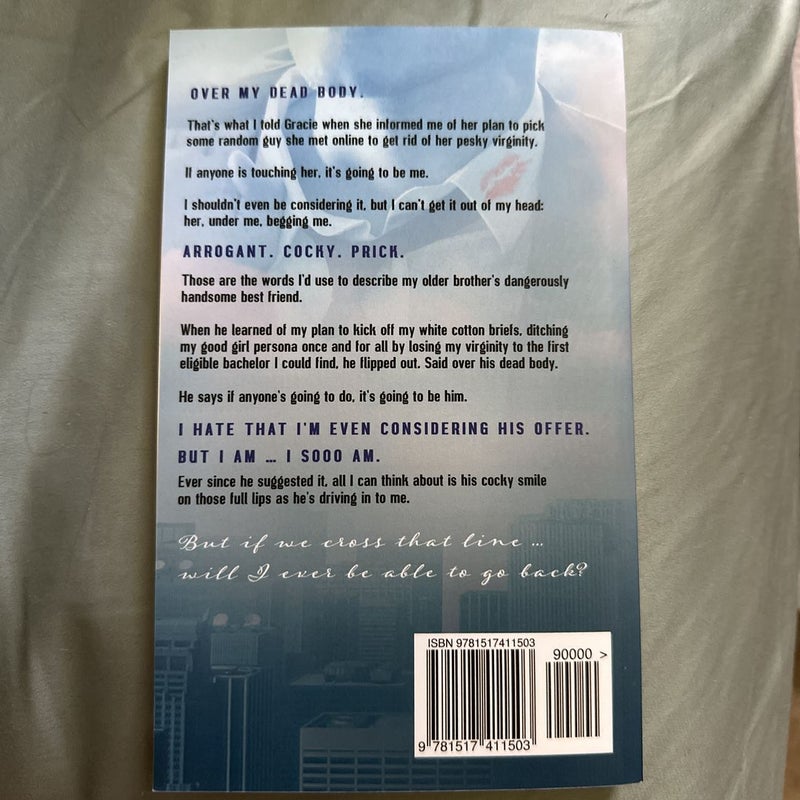 OVER MY DEAD BODY.
That's what I told Gracie when she informed me of her plan to pick
some random guy she met online to get rid of her pesky virginity.
If anyone is touching her, it's going to be me.
I shouldn't even be considering it, but I can't get it out of my head:
her, under me, begging me.
ARROGANT. COCKY. PRICK.
Those are the words I'd use to describe my older brother's dangerously
handsome best friend.
When he learned of my plan to kick off my white cotton briefs, ditching
my good girl persona once and for all by losing my virginity to the first
eligible bachelor I could find, he flipped out. Said over his dead body.
He says if anyone's going to do, it's going to be him.
I HATE THAT I'M EVEN CONSIDERING HIS OFFER.
BUT I AM ... I SOOO AM.
Ever since he suggested it, all I can think about is his cocky smile
on those full lips as he's driving in to me.
But if we cross that line ...
will I ever be able to go back?
ISBN 9781517411503
90000 >
9 781517 411503